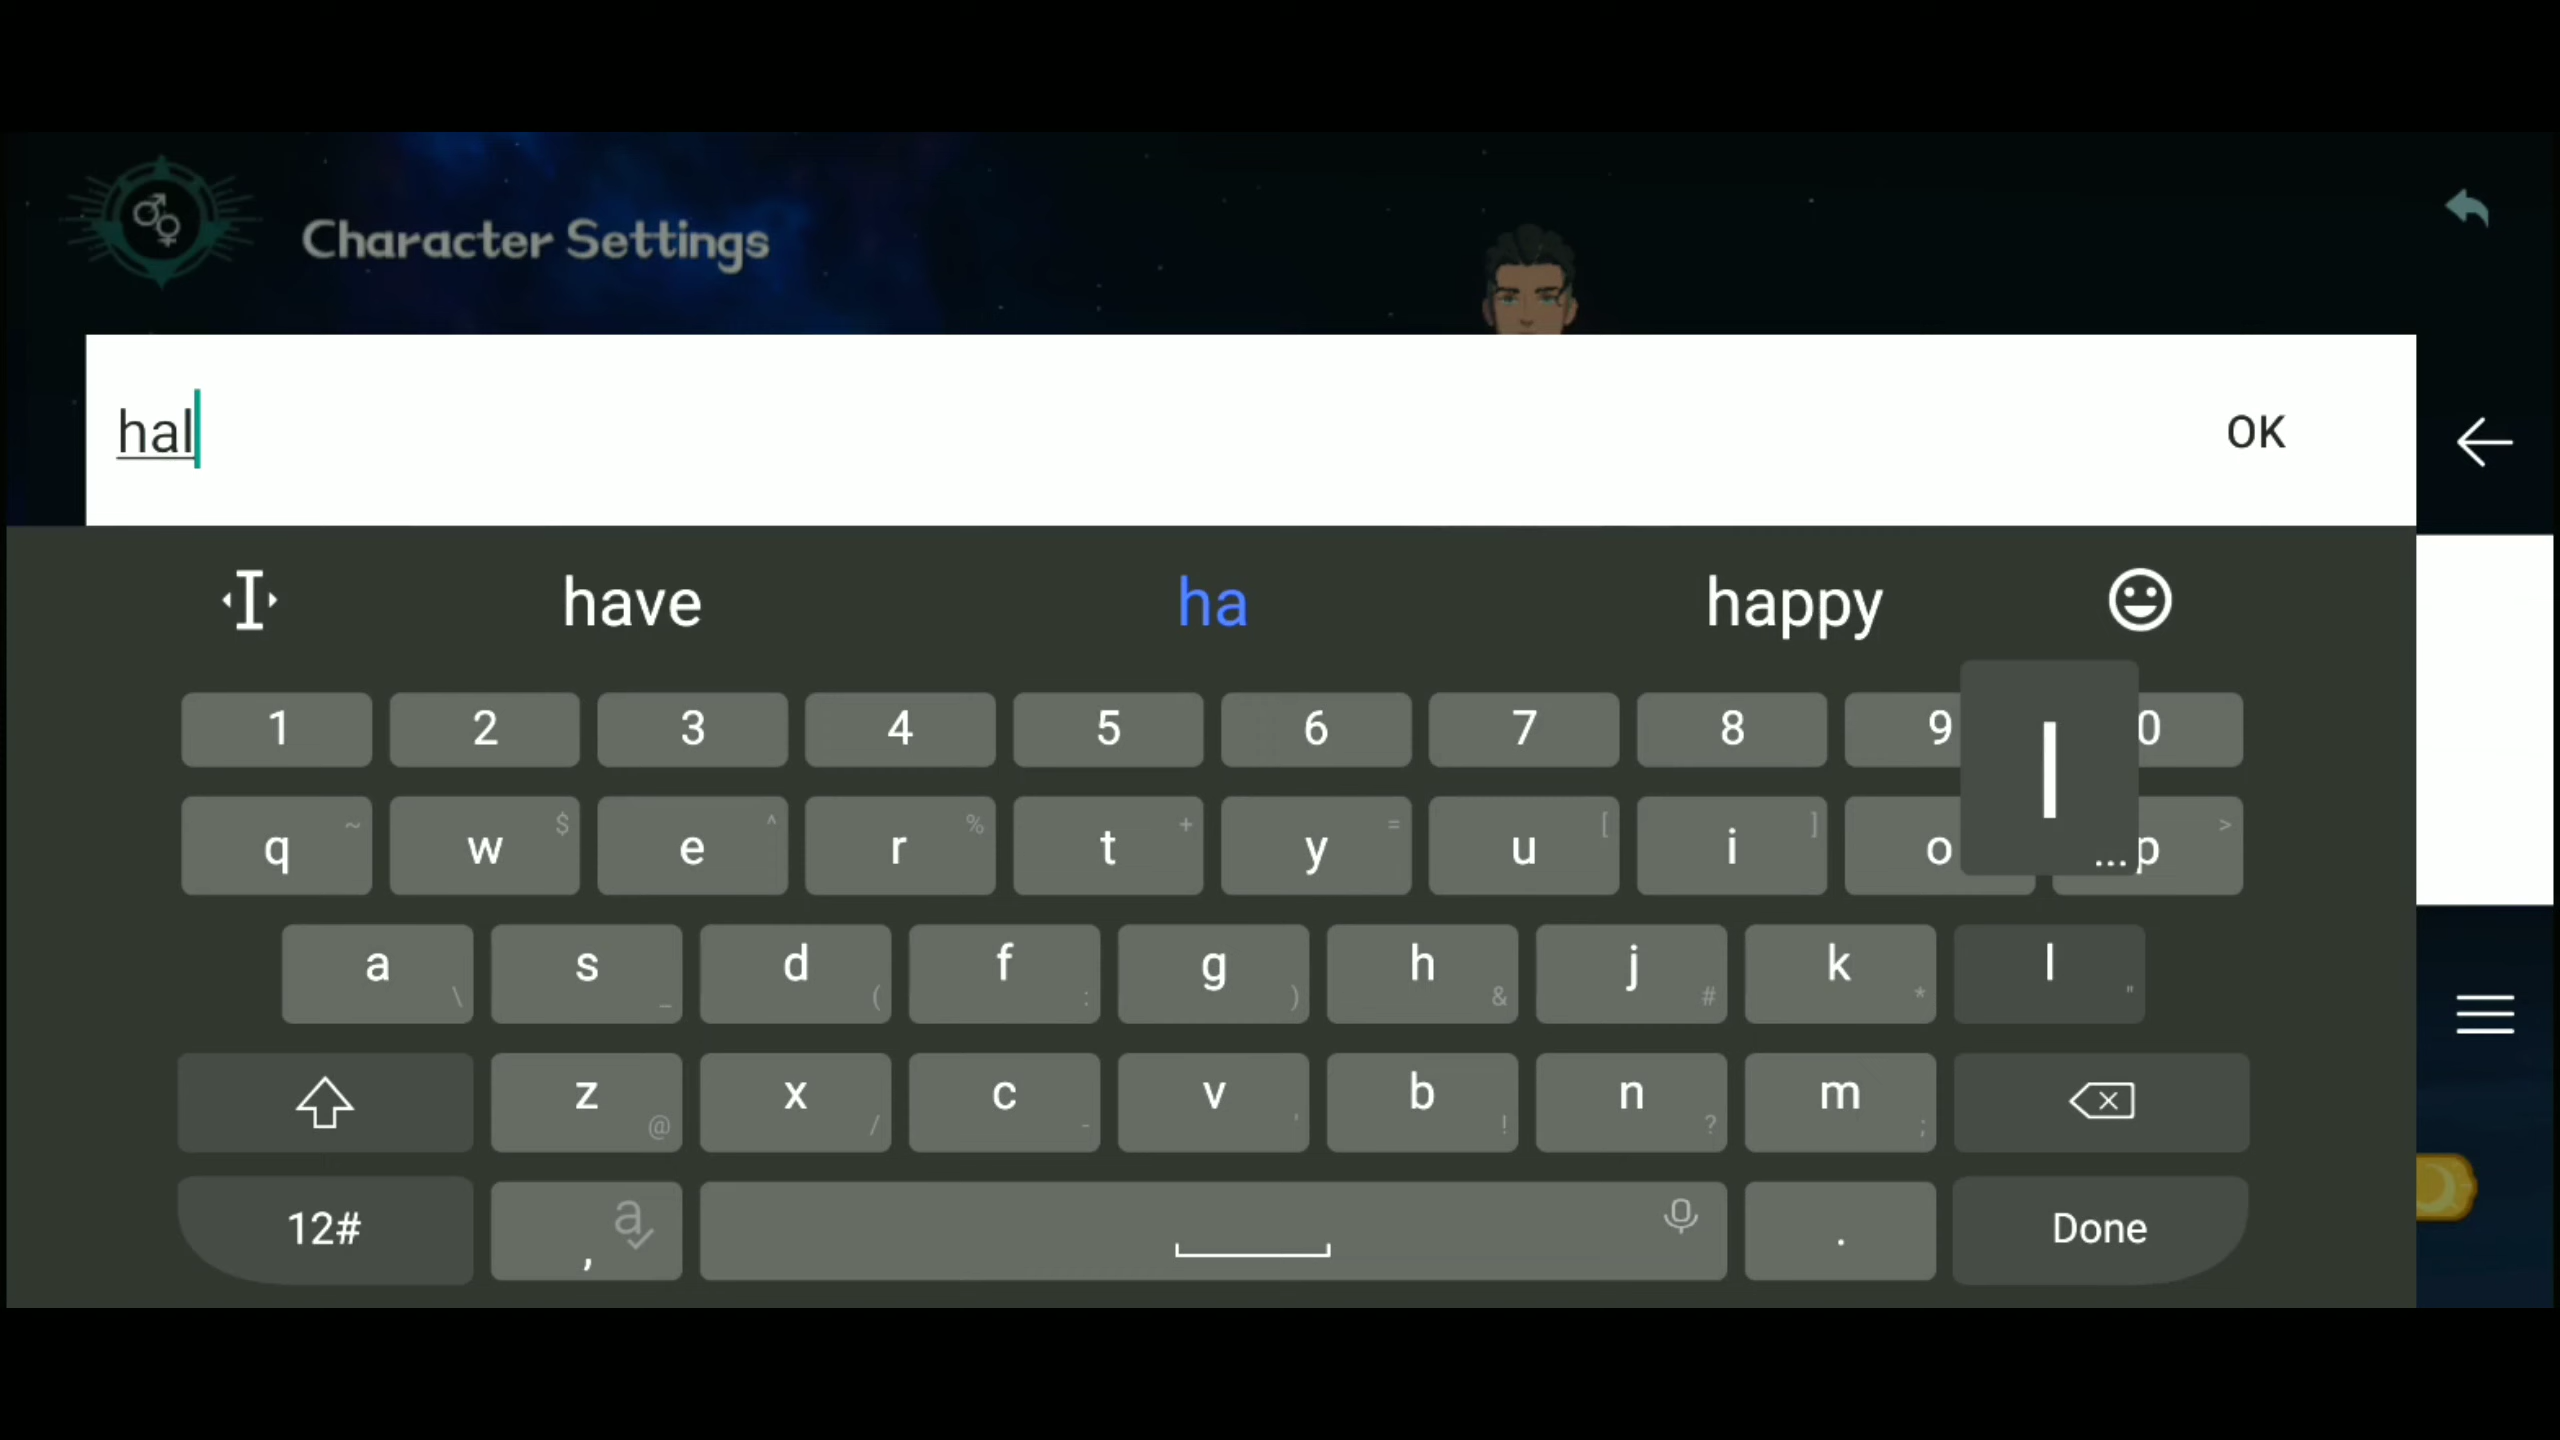 Character Settings
hal
OK
have ha happy
1 2 3 4 5 6 7 8 9 0
q ~ w $ e ^ r % t + y = u [ i ] o p >
l ...
a \ s _ d ( f : g ) h & j # k * l "
z @ x / c - v ' b ! n ? m ;
12# , a . Done